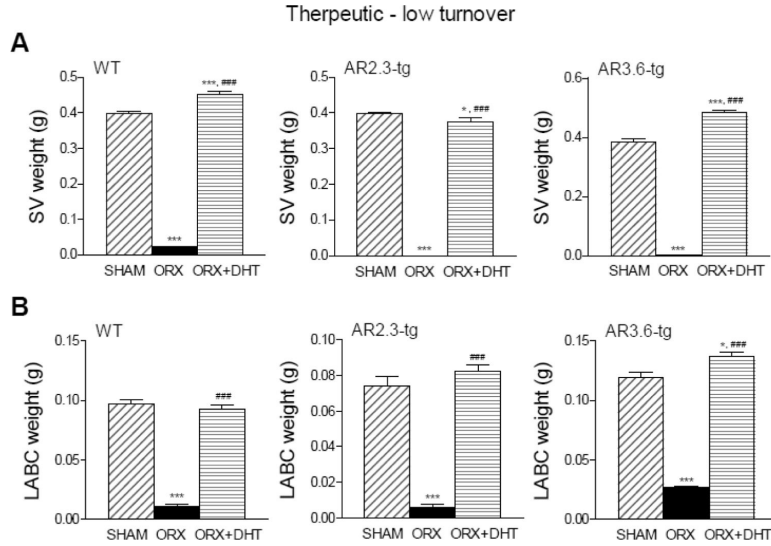 Therpeutic - low turnover
A
WT
AR2.3-tg
AR3.6-tg
SV weight (g)
0.5
0.4
0.3
0.2
0.1
0.0
***
***, ###
SHAM ORX ORX+DHT
SV weight (g)
0.5
0.4
0.3
0.2
0.1
0.0
***
*, ###
SHAM ORX ORX+DHT
SV weight (g)
0.6
0.4
0.2
0.0
***
***, ###
SHAM ORX ORX+DHT
B
WT
AR2.3-tg
AR3.6-tg
LABC weight (g)
0.15
0.10
0.05
0.00
***
###
SHAM ORX ORX+DHT
LABC weight (g)
0.10
0.08
0.06
0.04
0.02
0.00
***
###
SHAM ORX ORX+DHT
LABC weight (g)
0.15
0.10
0.05
0.00
***
*, ###
SHAM ORX ORX+DHT